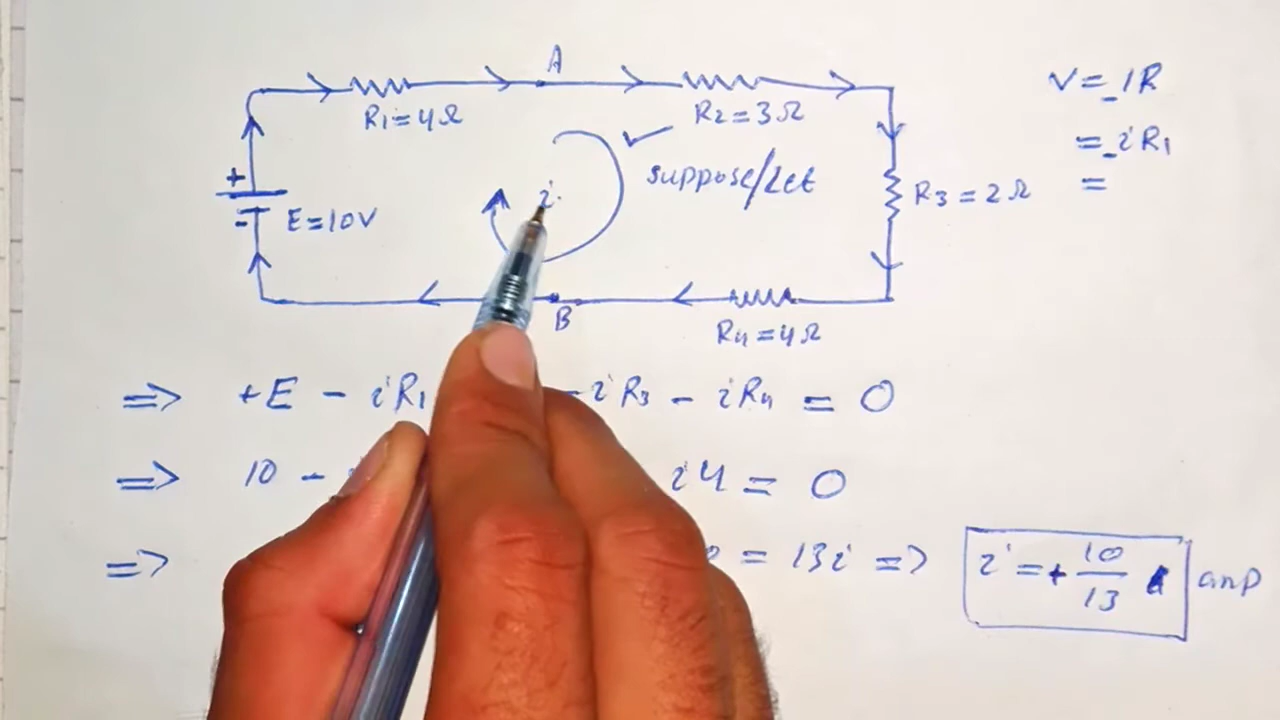 A
R1=4Ω
R2=3Ω
V=-IR
=-iR1
=
suppose/Let
i
+
-
E=10V
R3=2Ω
B
R4=4Ω
=> +E - iR1 - iR3 - iR4 = 0
=> 10 - i4 = 0
=> = 13i => i=+10/13 amp